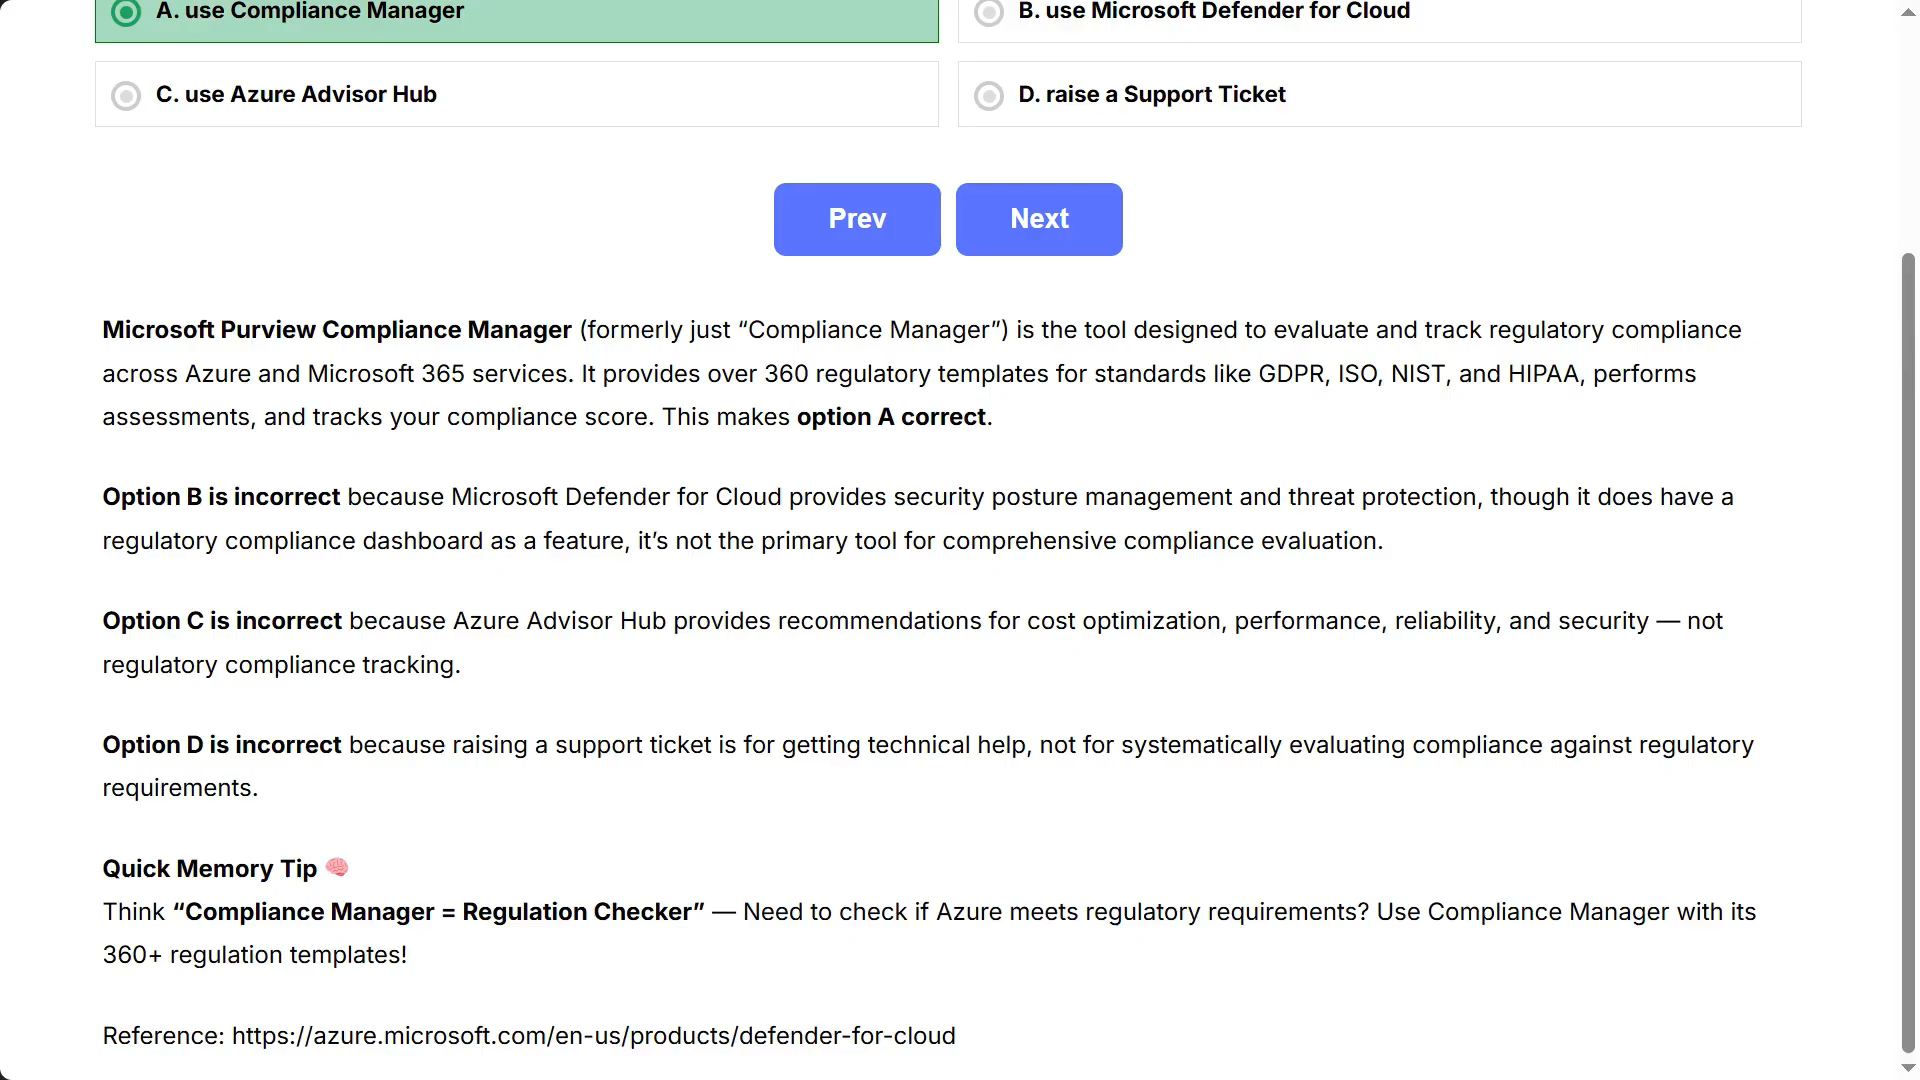 A. use Compliance Manager
B. use Microsoft Defender for Cloud
C. use Azure Advisor Hub
D. raise a Support Ticket
Prev
Next
Microsoft Purview Compliance Manager (formerly just “Compliance Manager”) is the tool designed to evaluate and track regulatory compliance
across Azure and Microsoft 365 services. It provides over 360 regulatory templates for standards like GDPR, ISO, NIST, and HIPAA, performs
assessments, and tracks your compliance score. This makes option A correct.
Option B is incorrect because Microsoft Defender for Cloud provides security posture management and threat protection, though it does have a
regulatory compliance dashboard as a feature, it’s not the primary tool for comprehensive compliance evaluation.
Option C is incorrect because Azure Advisor Hub provides recommendations for cost optimization, performance, reliability, and security — not
regulatory compliance tracking.
Option D is incorrect because raising a support ticket is for getting technical help, not for systematically evaluating compliance against regulatory
requirements.
Quick Memory Tip 🧠
Think “Compliance Manager = Regulation Checker” — Need to check if Azure meets regulatory requirements? Use Compliance Manager with its
360+ regulation templates!
Reference: https://azure.microsoft.com/en-us/products/defender-for-cloud